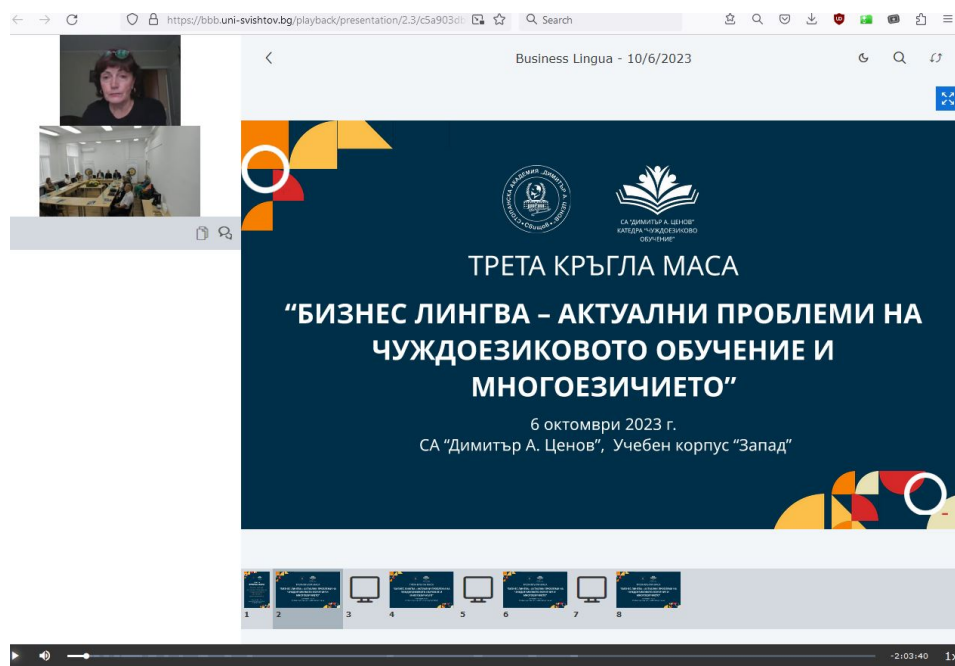 https://bbb.uni-svishtov.bg/playback/presentation/2.3/c5a903db
Search
Business Lingua - 10/6/2023
СА "ДИМИТЪР А. ЦЕНОВ"
КАТЕДРА "ЧУЖДОЕЗИКОВО
ОБУЧЕНИЕ"
ТРЕТА КРЪГЛА МАСА
“БИЗНЕС ЛИНГВА – АКТУАЛНИ ПРОБЛЕМИ НА
ЧУЖДОЕЗИКОВОТО ОБУЧЕНИЕ И
МНОГОЕЗИЧИЕТО”
6 октомври 2023 г.
СА “Димитър А. Ценов”, Учебен корпус “Запад”
1 2 3 4 5 6 7 8
-2:03:40 1x